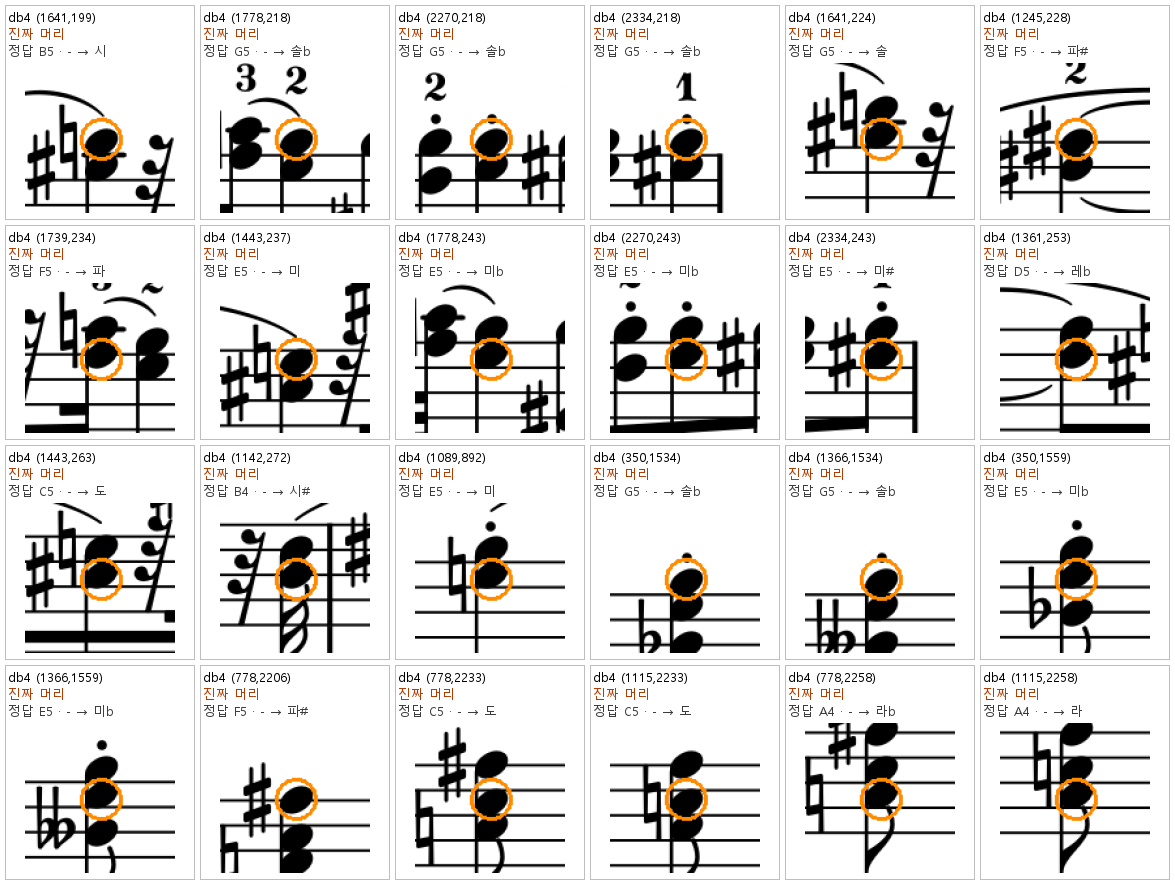 db4 (1641,199)
진짜 머리
정답 B5 · - → 시
3 2
db4 (1778,218)
진짜 머리
정답 G5 · - → 솔b
2
db4 (2270,218)
진짜 머리
정답 G5 · - → 솔b
1
db4 (2334,218)
진짜 머리
정답 G5 · - → 솔b
db4 (1641,224)
진짜 머리
정답 G5 · - → 솔
2
db4 (1245,228)
진짜 머리
정답 F5 · - → 파#
db4 (1739,234)
진짜 머리
정답 F5 · - → 파
db4 (1443,237)
진짜 머리
정답 E5 · - → 미
db4 (1778,243)
진짜 머리
정답 E5 · - → 미b
db4 (2270,243)
진짜 머리
정답 E5 · - → 미b
db4 (2334,243)
진짜 머리
정답 E5 · - → 미#
db4 (1361,253)
진짜 머리
정답 D5 · - → 레b
db4 (1443,263)
진짜 머리
정답 C5 · - → 도
db4 (1142,272)
진짜 머리
정답 B4 · - → 시#
db4 (1089,892)
진짜 머리
정답 E5 · - → 미
db4 (350,1534)
진짜 머리
정답 G5 · - → 솔b
db4 (1366,1534)
진짜 머리
정답 G5 · - → 솔b
db4 (350,1559)
진짜 머리
정답 E5 · - → 미b
db4 (1366,1559)
진짜 머리
정답 E5 · - → 미b
db4 (778,2206)
진짜 머리
정답 F5 · - → 파#
db4 (778,2233)
진짜 머리
정답 C5 · - → 도
db4 (1115,2233)
진짜 머리
정답 C5 · - → 도
db4 (778,2258)
진짜 머리
정답 A4 · - → 라b
db4 (1115,2258)
진짜 머리
정답 A4 · - → 라